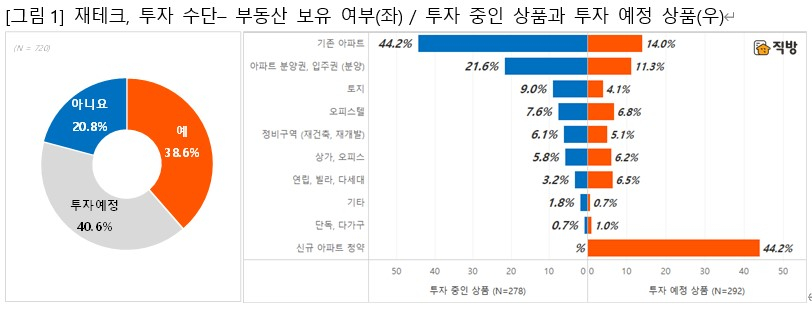 [그림 1] 재테크, 투자 수단– 부동산 보유 여부(좌) / 투자 중인 상품과 투자 예정 상품(우)↵
(N = 720)
아니요
20.8%
예
38.6%
투자예정
40.6%
직방
기존 아파트 44.2% 14.0%
아파트 분양권, 입주권 (분양) 21.6% 11.3%
토지 9.0% 4.1%
오피스텔 7.6% 6.8%
정비구역 (재건축, 재개발) 6.1% 5.1%
상가, 오피스 5.8% 6.2%
연립, 빌라, 다세대 3.2% 6.5%
기타 1.8% 0.7%
단독, 다가구 0.7% 1.0%
신규 아파트 청약 % 44.2%
50 40 30 20 10 0 0 10 20 30 40 50
투자 중인 상품 (N=278) 투자 예정 상품 (N=292)